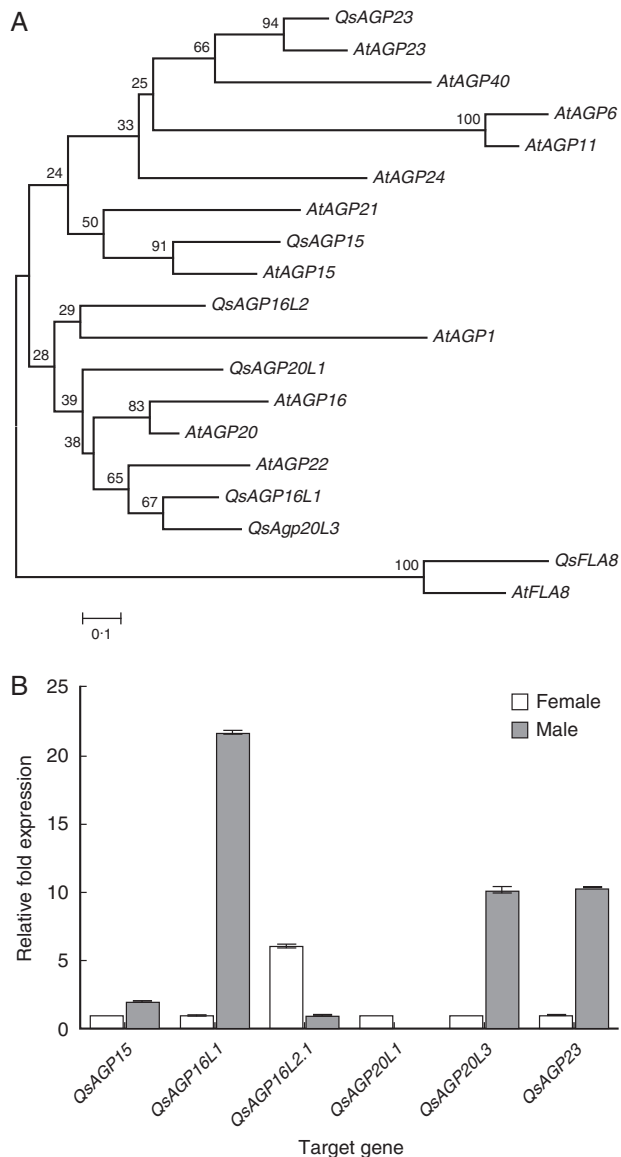 A
QsAGP23
94
AtAGP23
66
AtAGP40
25
AtAGP6
100
AtAGP11
33
AtAGP24
24
AtAGP21
50
QsAGP15
91
AtAGP15
QsAGP16L2
29
AtAGP1
28
QsAGP20L1
39
AtAGP16
83
AtAGP20
38
AtAGP22
65
QsAGP16L1
67
QsAgp20L3
QsFLA8
100
AtFLA8
0·1
B
25
20
15
10
5
0
Relative fold expression
Female
Male
QsAGP15
QsAGP16L1
QsAGP16L2.1
QsAGP20L1
QsAGP20L3
QsAGP23
Target gene